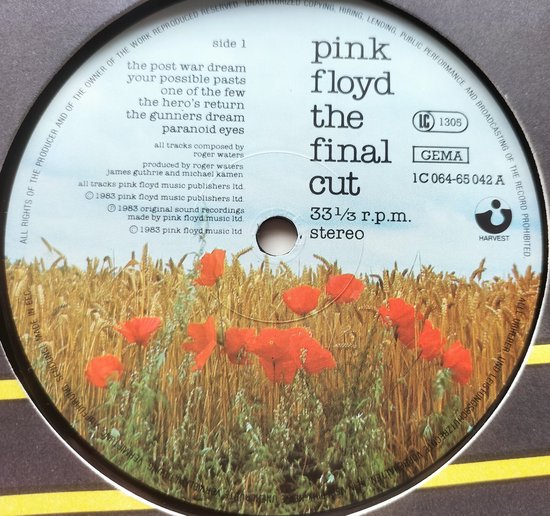 ALL RIGHTS OF THE PRODUCER AND OF THE OWNER OF THE WORK REPRODUCED RESERVED. UNAUTHORIZED COPYING, HIRING, LENDING, PUBLIC PERFORMANCE AND BROADCASTING OF THE RECORD PROHIBITED.
side 1
the post war dream
your possible pasts
one of the few
the hero's return
the gunners dream
paranoid eyes
all tracks composed by
roger waters
produced by roger waters
james guthrie and michael kamen
all tracks pink floyd music publishers ltd.
© 1983 pink floyd music publishers ltd.
℗ 1983 original sound recordings
made by pink floyd music ltd.
© 1983 pink floyd music ltd.
pink
floyd
the
final
cut
33 1/3 r.p.m.
stereo
LC 1305
GEMA
1C 064-65 042 A
HARVEST
MADE IN EEC